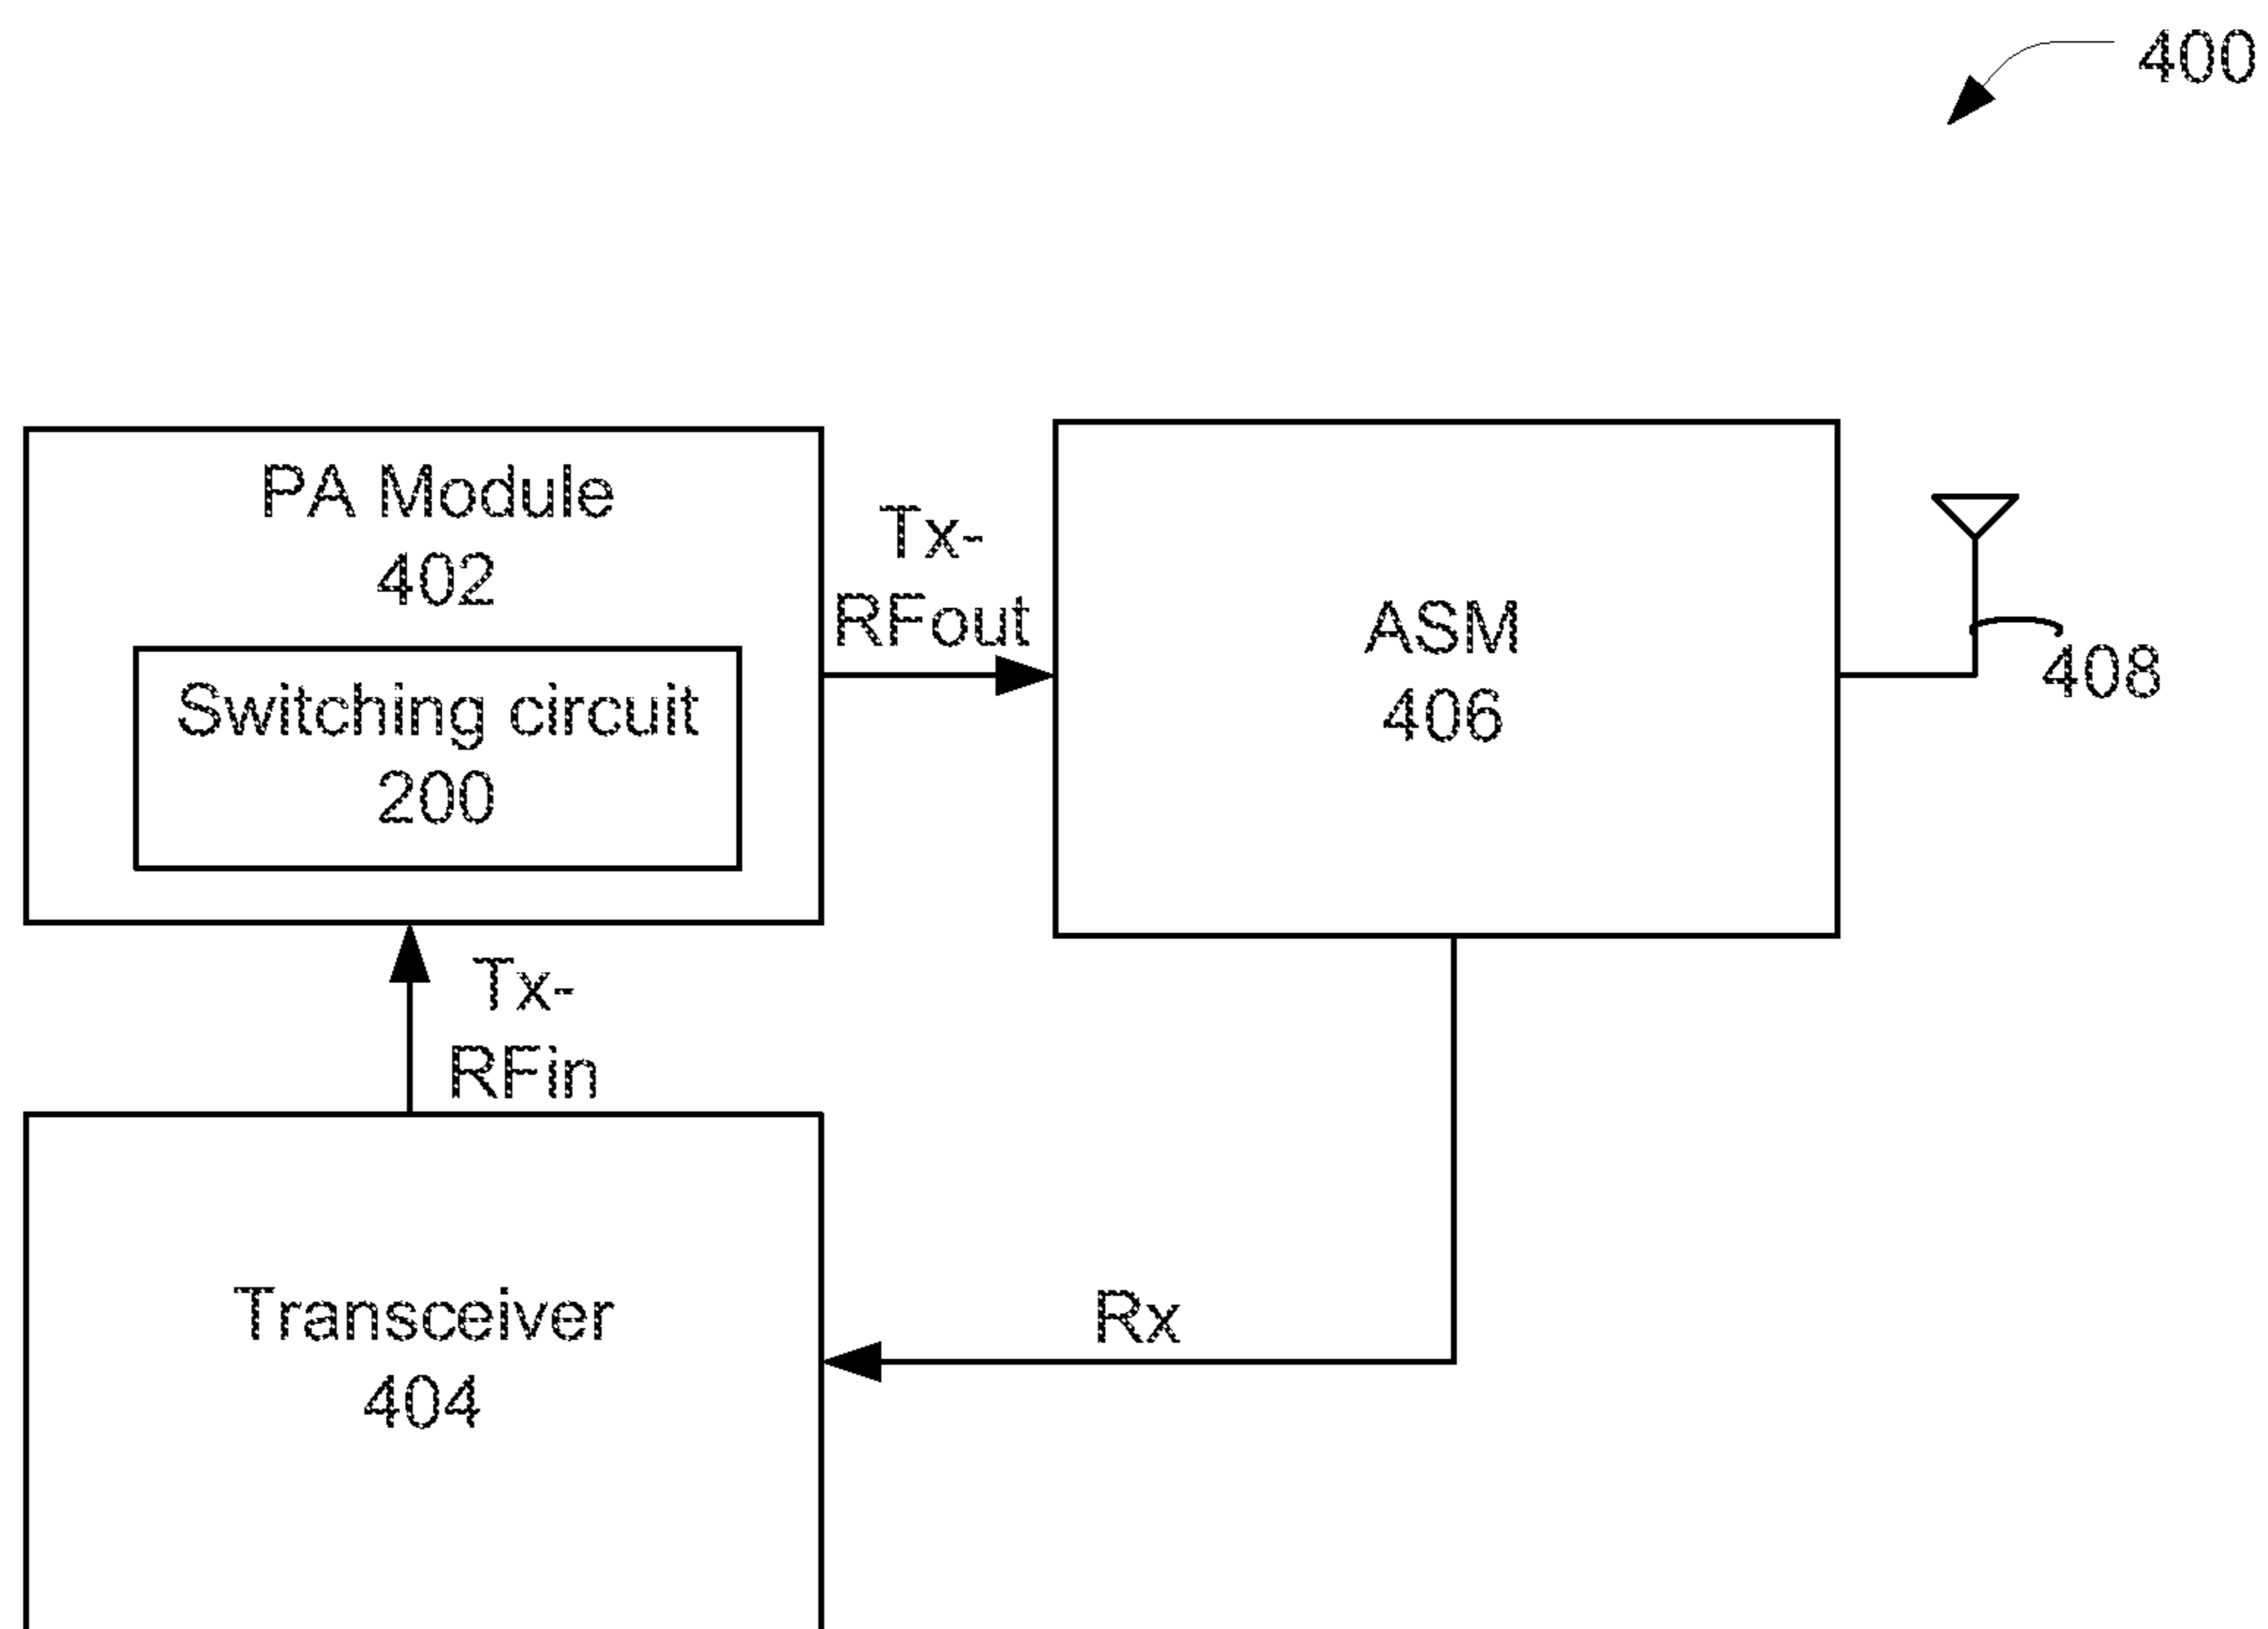 400
PA Module
402
Switching circuit
200
Tx-
RFout
ASM
406
408
Tx-
RFin
Transceiver
404
Rx